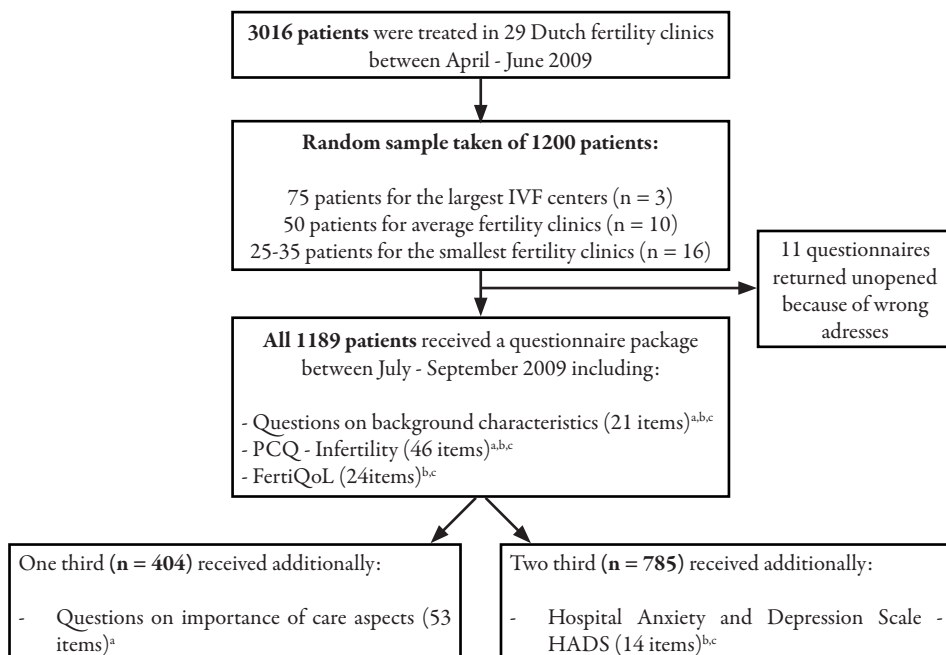 3016 patients were treated in 29 Dutch fertility clinics
between April - June 2009
Random sample taken of 1200 patients:
75 patients for the largest IVF centers (n = 3)
50 patients for average fertility clinics (n = 10)
25-35 patients for the smallest fertility clinics (n = 16)
11 questionnaires
returned unopened
because of wrong
adresses
All 1189 patients received a questionnaire package
between July - September 2009 including:
- Questions on background characteristics (21 items)a,b,c
- PCQ - Infertility (46 items)a,b,c
- FertiQoL (24items)b,c
One third (n = 404) received additionally:
- Questions on importance of care aspects (53
items)a
Two third (n = 785) received additionally:
- Hospital Anxiety and Depression Scale -
HADS (14 items)b,c